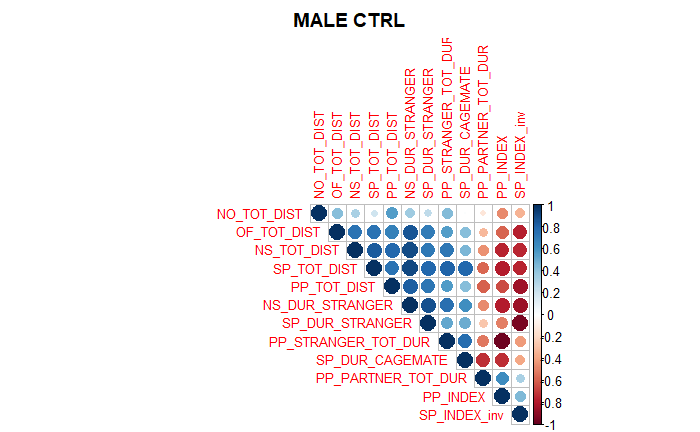 MALE CTRL
NO_TOT_DIST
OF_TOT_DIST
NS_TOT_DIST
SP_TOT_DIST
PP_TOT_DIST
NS_DUR_STRANGER
SP_DUR_STRANGER
PP_STRANGER_TOT_DUR
SP_DUR_CAGEMATE
PP_PARTNER_TOT_DUR
PP_INDEX
SP_INDEX_inv
NO_TOT_DIST
OF_TOT_DIST
NS_TOT_DIST
SP_TOT_DIST
PP_TOT_DIST
NS_DUR_STRANGER
SP_DUR_STRANGER
PP_STRANGER_TOT_DUR
SP_DUR_CAGEMATE
PP_PARTNER_TOT_DUR
PP_INDEX
SP_INDEX_inv
1
0.8
0.6
0.4
0.2
0
-0.2
-0.4
-0.6
-0.8
-1